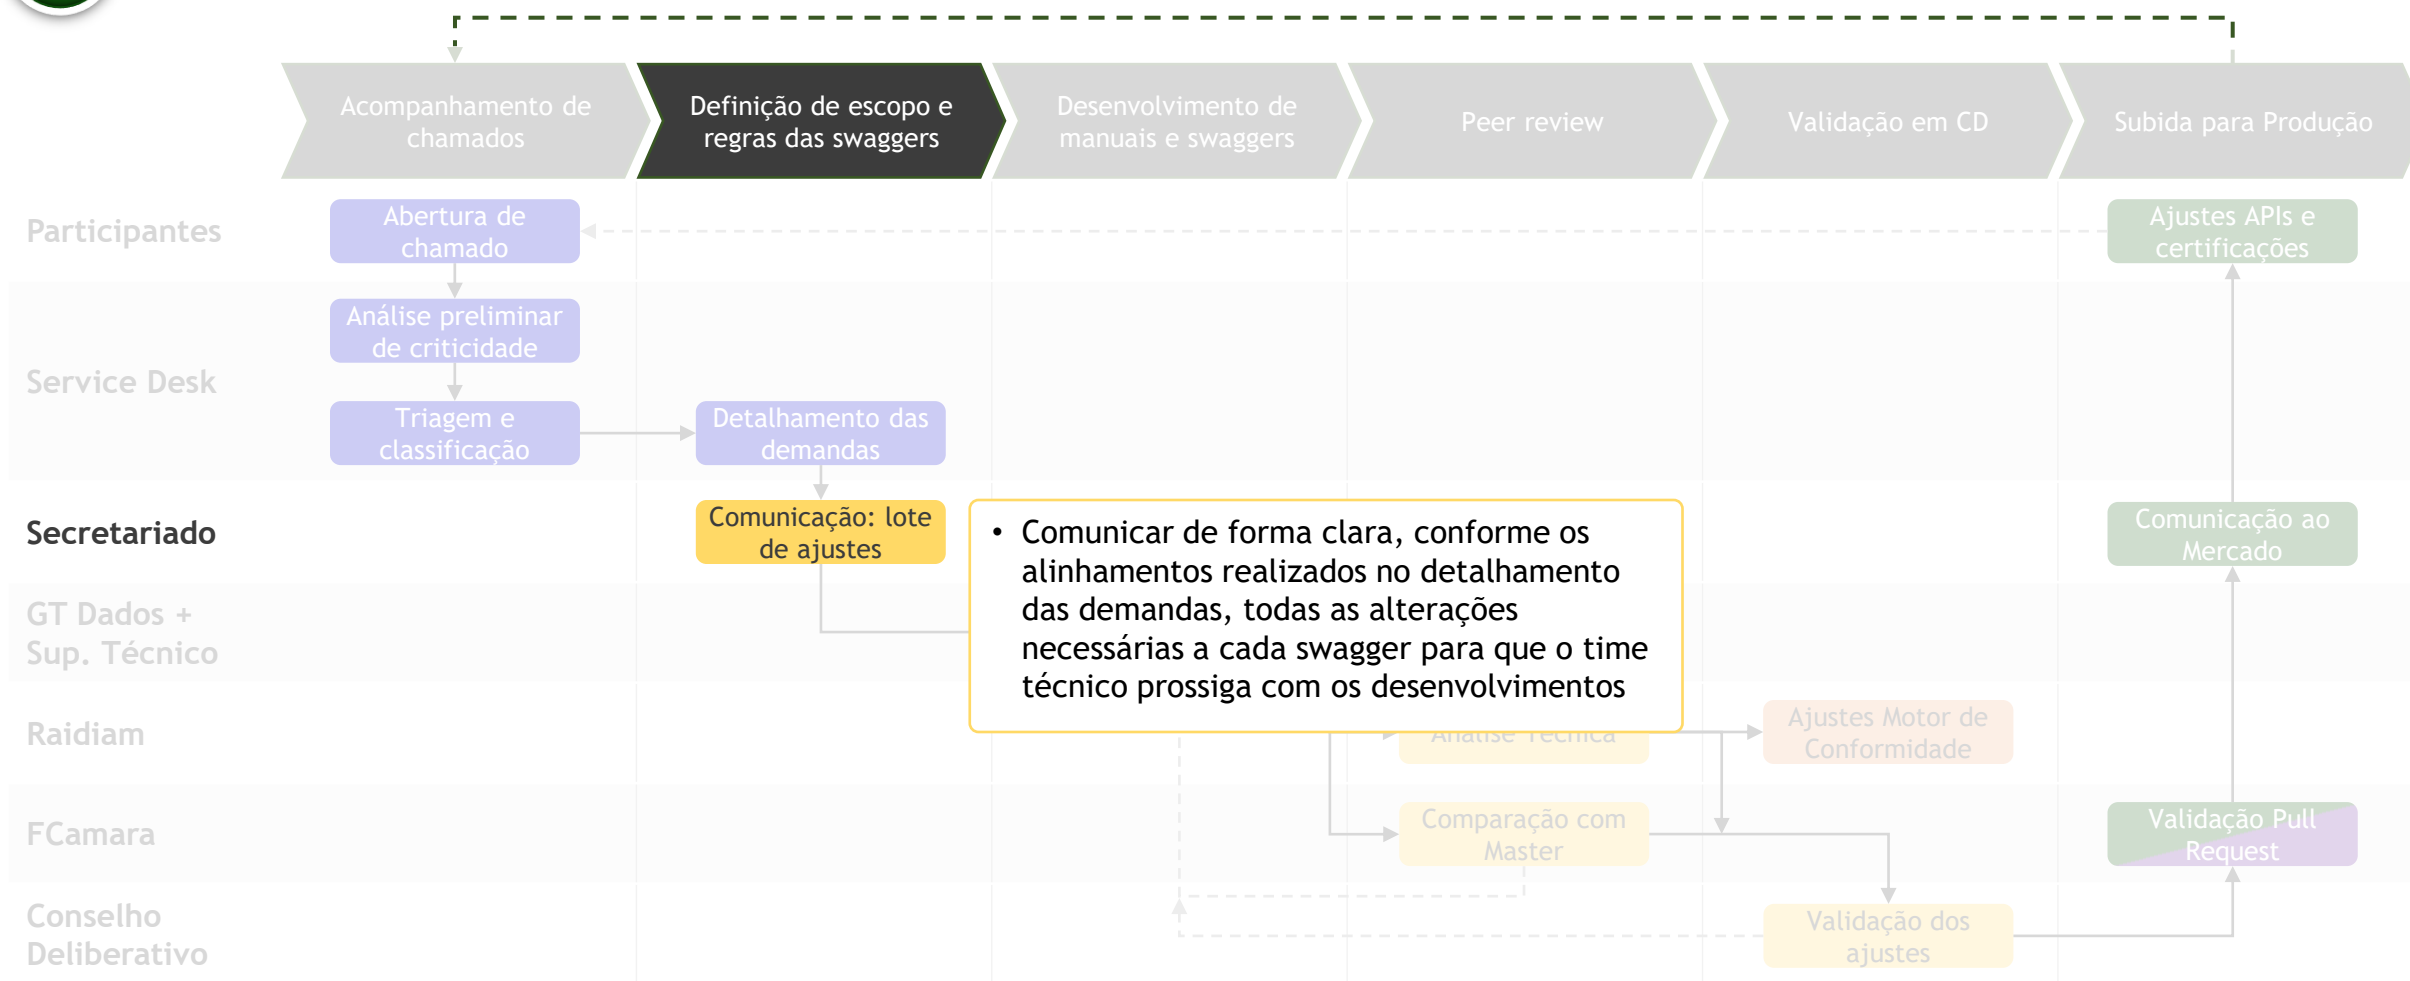 Acompanhamento de
chamados
Definição de escopo e
regras das swaggers
Desenvolvimento de
manuais e swaggers
Peer review
Validação em CD
Subida para Produção
Participantes
Abertura de
chamado
Ajustes APIs e
certificações
Service Desk
Análise preliminar
de criticidade
Triagem e
classificação
Detalhamento das
demandas
Secretariado
Comunicação: lote
de ajustes
• Comunicar de forma clara, conforme os
alinhamentos realizados no detalhamento
das demandas, todas as alterações
necessárias a cada swagger para que o time
técnico prossiga com os desenvolvimentos
Comunicação ao
Mercado
GT Dados +
Sup. Técnico
Raidiam
Análise Técnica
Ajustes Motor de
Conformidade
FCamara
Comparação com
Master
Validação Pull
Request
Conselho
Deliberativo
Validação dos
ajustes